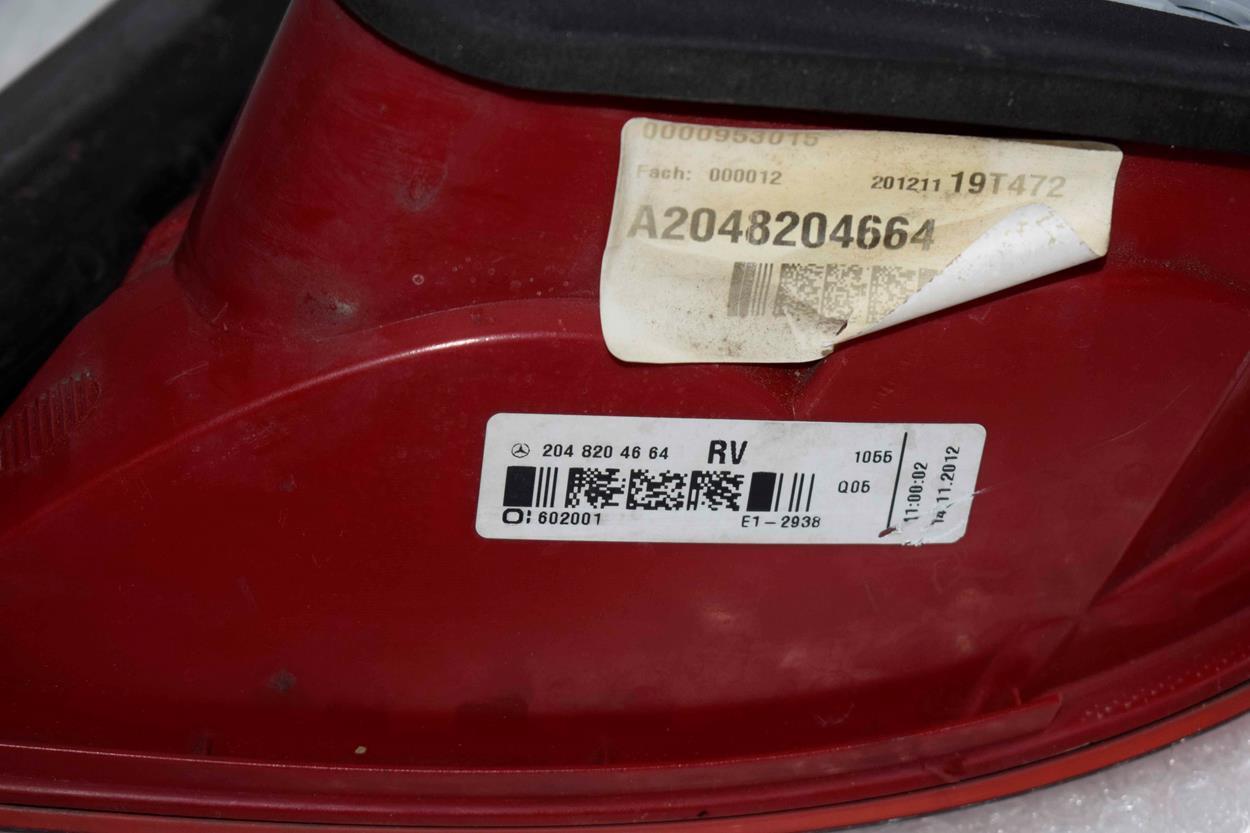 0000953015
Fach: 000012 201211 19T472
A2048204664
204 820 46 64 RV 1055
Q05
O: 602001 E1-2938
11:00:02
14.11.2012